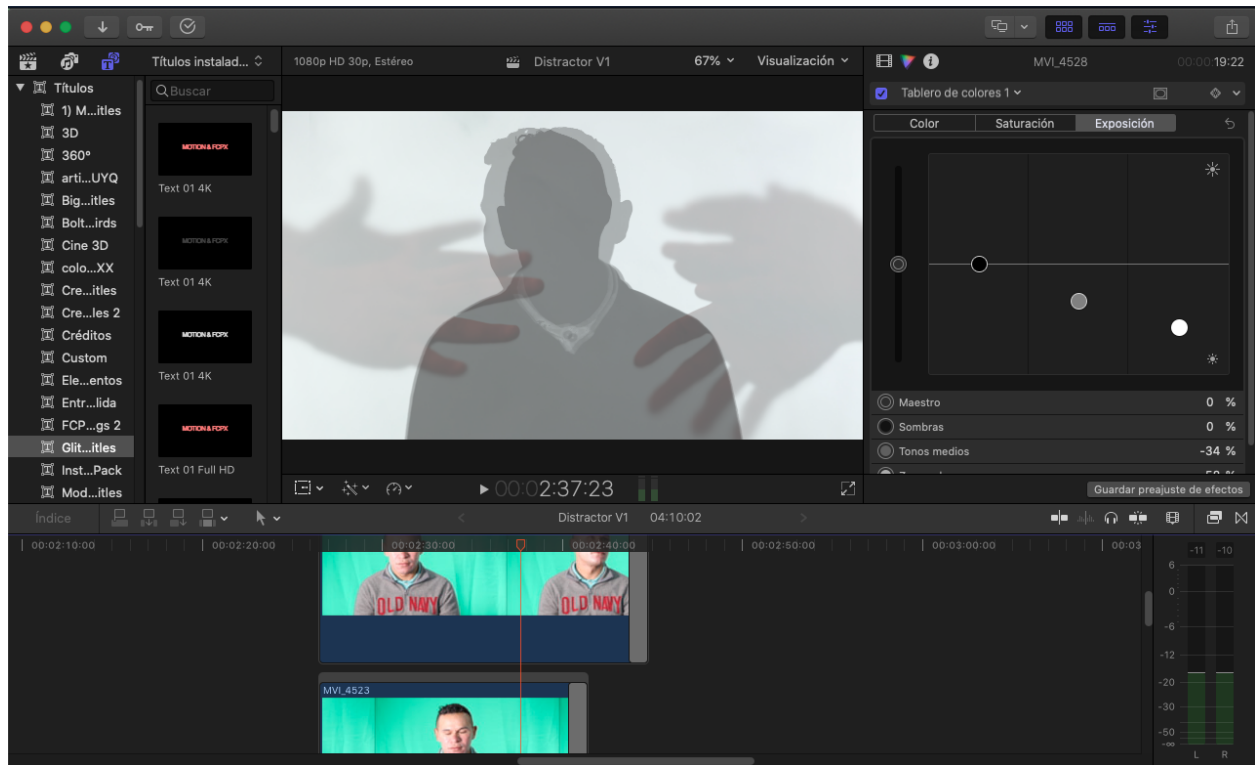 Títulos instalad...
1080p HD 30p, Estéreo
Distractor V1
67%
Visualización
MVI_4528
00:00:19:22
Títulos
Buscar
Tablero de colores 1
1) M...itles
3D
360°
arti...UYQ
Big...itles
Bolt...irds
Cine 3D
colo...XX
Cre...itles
Cre...les 2
Créditos
Custom
Ele...entos
Entr...lida
FCP...gs 2
Glit...itles
Inst...Pack
Mod...itles
MOTION & FCPX
Text 01 4K
MOTION & FCPX
Text 01 4K
MOTION & FCPX
Text 01 4K
MOTION & FCPX
Text 01 Full HD
Color
Saturación
Exposición
Maestro
0 %
Sombras
0 %
Tonos medios
-34 %
Guardar preajuste de efectos
00:02:37:23
Índice
Distractor V1
04:10:02
00:02:10:00
00:02:20:00
00:02:30:00
00:02:40:00
00:02:50:00
00:03:00:00
00:03
OLD NAVY
OLD NAVY
MVI_4523
-11 -10
6
0
-6
-12
-20
-30
-50
-∞
L R